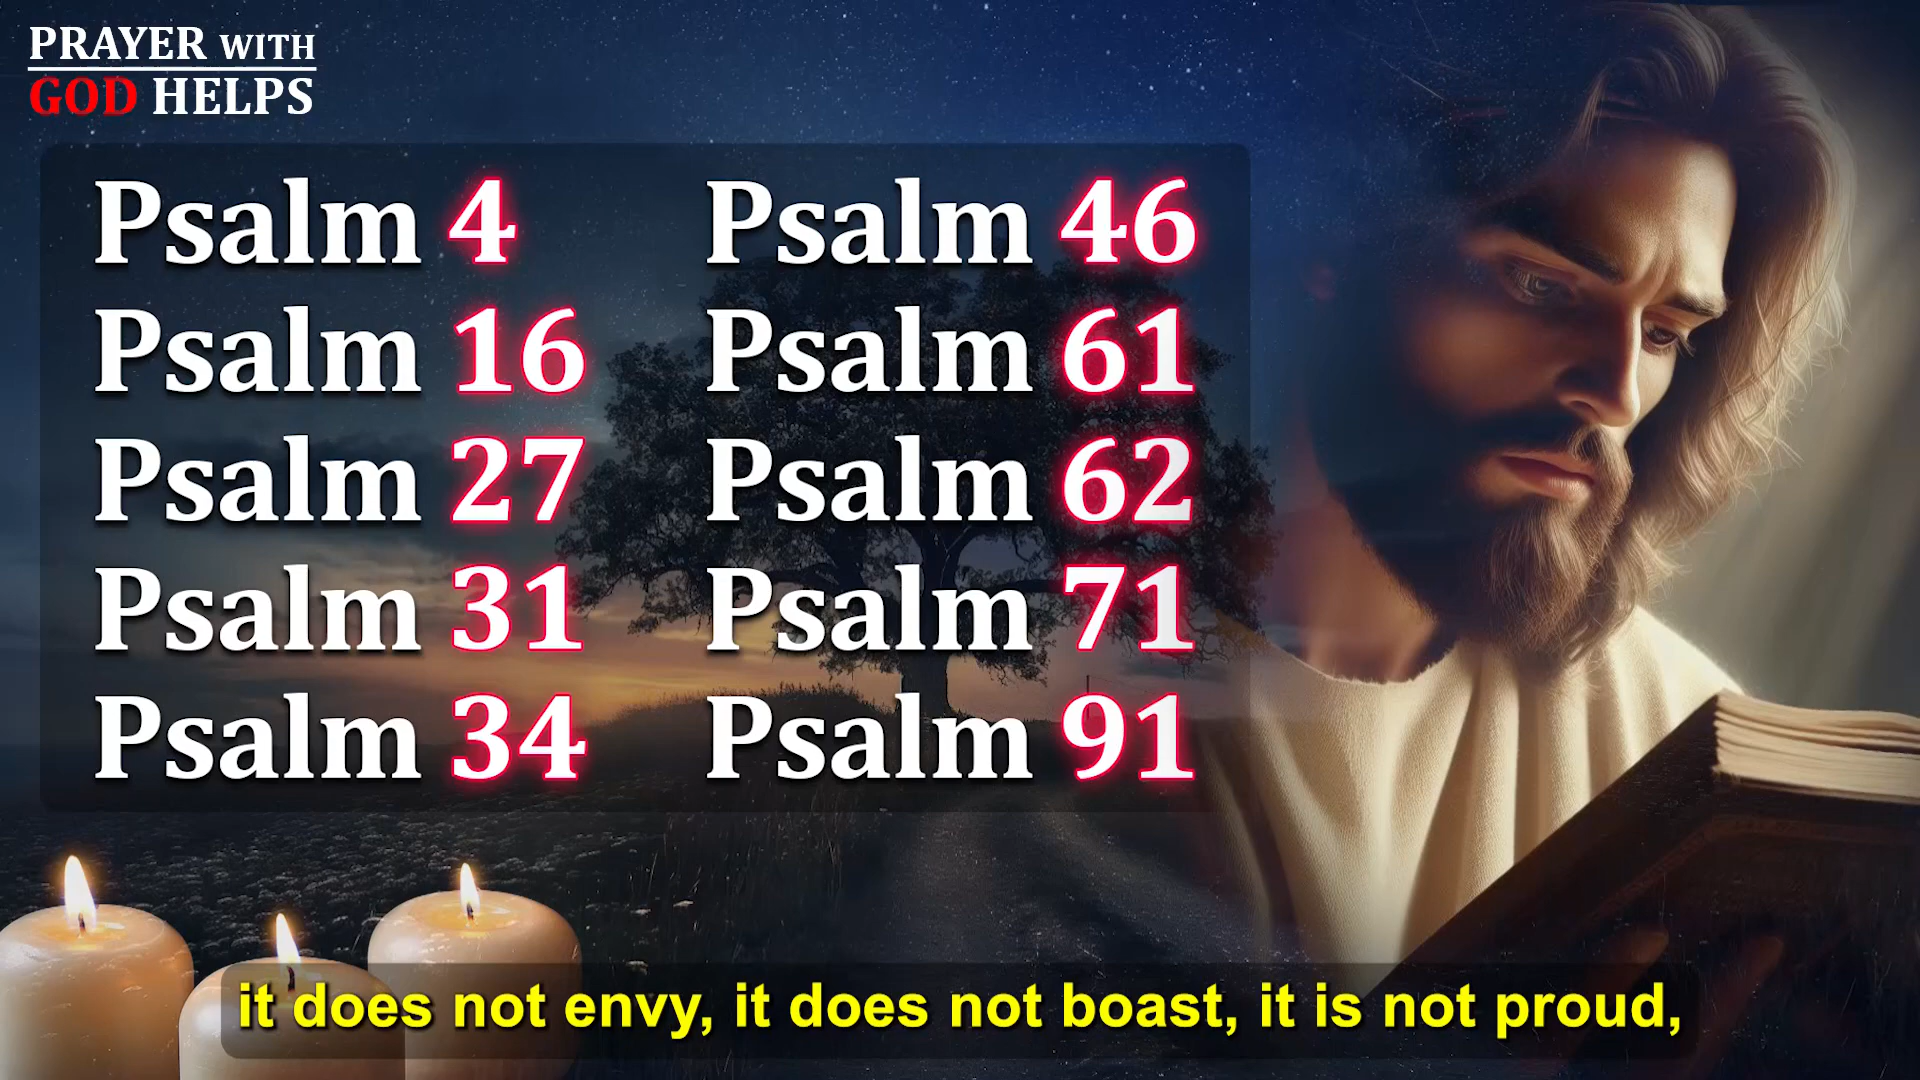 PRAYER WITH
GOD HELPS
Psalm 4
Psalm 16
Psalm 27
Psalm 31
Psalm 34
Psalm 46
Psalm 61
Psalm 62
Psalm 71
Psalm 91
it does not envy, it does not boast, it is not proud,